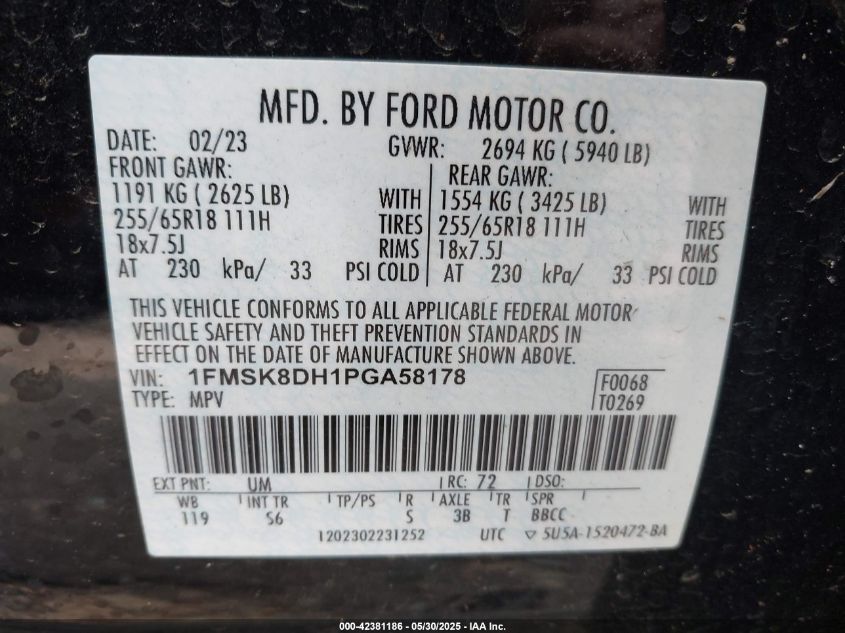 MFD. BY FORD MOTOR CO.
DATE: 02/23 GVWR: 2694 KG ( 5940 LB)
FRONT GAWR: REAR GAWR:
1191 KG ( 2625 LB) WITH 1554 KG ( 3425 LB) WITH
255/65R18 111H TIRES 255/65R18 111H TIRES
18x7.5J RIMS 18x7.5J RIMS
AT 230 kPa/ 33 PSI COLD AT 230 kPa/ 33 PSI COLD
THIS VEHICLE CONFORMS TO ALL APPLICABLE FEDERAL MOTOR
VEHICLE SAFETY AND THEFT PREVENTION STANDARDS IN
EFFECT ON THE DATE OF MANUFACTURE SHOWN ABOVE.
VIN: 1FMSK8DH1PGA58178 F0068
TYPE: MPV T0269
EXT PNT: UM RC: 72 DSO:
WB INT TR TP/PS R AXLE TR SPR
119 S6 S 3B T BBCC
1202302231252 UTC ▽ 5U5A-1520472-BA
000-42381186 - 05/30/2025 - IAA Inc.